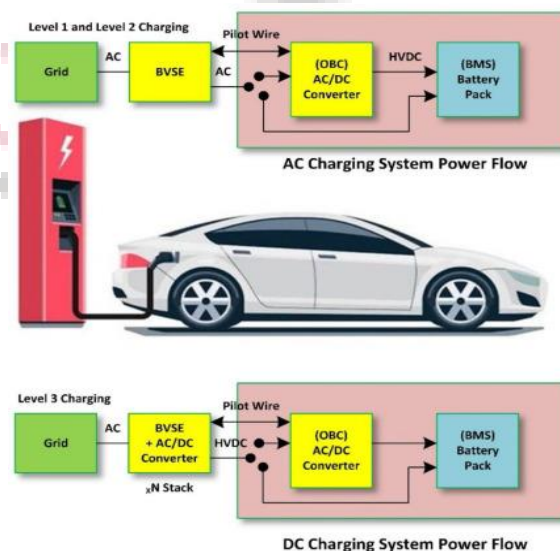 Level 1 and Level 2 Charging
Pilot Wire
Grid
AC
BVSE
AC
(OBC)
AC/DC
Converter
HVDC
(BMS)
Battery
Pack
AC Charging System Power Flow
Level 3 Charging
Pilot Wire
Grid
AC
BVSE
+ AC/DC
Converter
HVDC
(OBC)
AC/DC
Converter
(BMS)
Battery
Pack
xN Stack
DC Charging System Power Flow